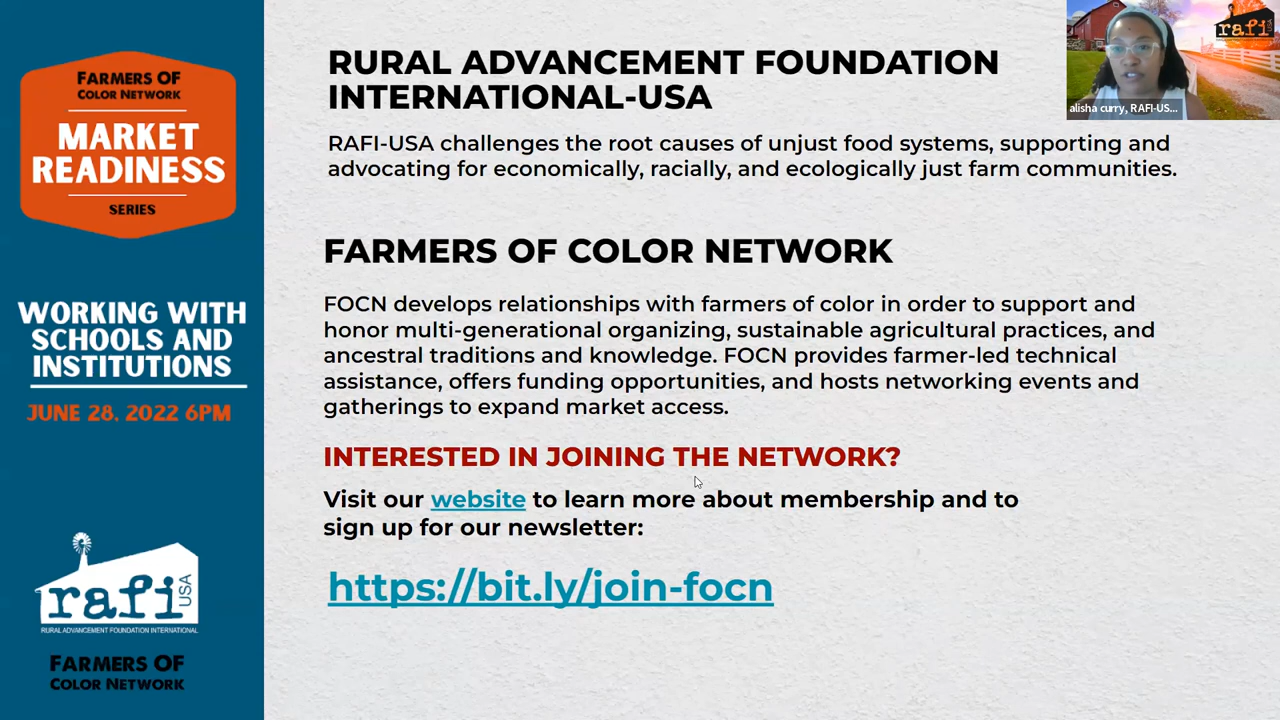 FARMERS OF
COLOR NETWORK
MARKET
READINESS
SERIES
WORKING WITH
SCHOOLS AND
INSTITUTIONS
JUNE 28, 2022 6PM
rafi
USA
RURAL ADVANCEMENT FOUNDATION INTERNATIONAL
FARMERS OF
COLOR NETWORK
RURAL ADVANCEMENT FOUNDATION
INTERNATIONAL-USA
RAFI-USA challenges the root causes of unjust food systems, supporting and
advocating for economically, racially, and ecologically just farm communities.
FARMERS OF COLOR NETWORK
FOCN develops relationships with farmers of color in order to support and
honor multi-generational organizing, sustainable agricultural practices, and
ancestral traditions and knowledge. FOCN provides farmer-led technical
assistance, offers funding opportunities, and hosts networking events and
gatherings to expand market access.
INTERESTED IN JOINING THE NETWORK?
Visit our website to learn more about membership and to
sign up for our newsletter:
https://bit.ly/join-focn
rafi
USA
alisha curry, RAFI-US...